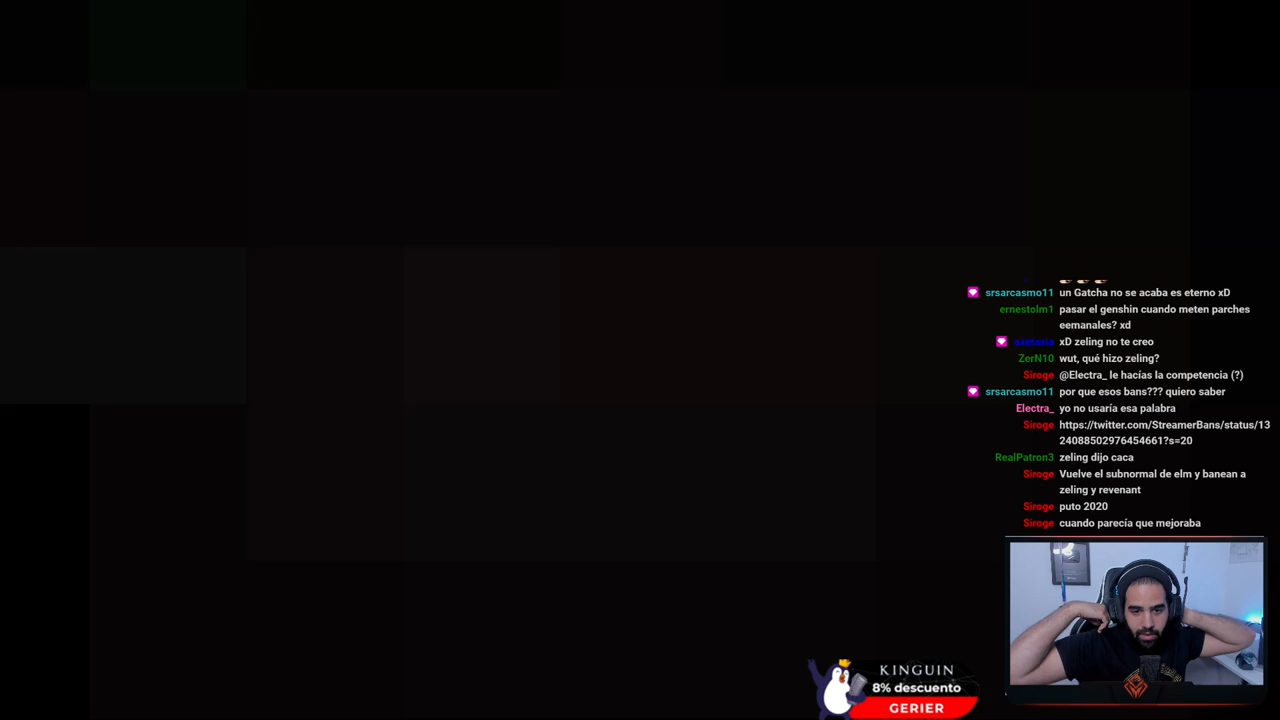 srsarcasmo11 un Gatcha no se acaba es eterno xD
ernestolm1 pasar el genshin cuando meten parches
eemanales? xd
xD zeling no te creo
ZerN10 wut, qué hizo zeling?
Siroge @Electra_ le hacías la competencia (?)
srsarcasmo11 por que esos bans??? quiero saber
Electra_ yo no usaría esa palabra
Siroge https://twitter.com/StreamerBans/status/13
24088502976454661?s=20
RealPatron3 zeling dijo caca
Siroge Vuelve el subnormal de elm y banean a
zeling y revenant
Siroge puto 2020
Siroge cuando parecía que mejoraba
KINGUIN
8% descuento
GERIER